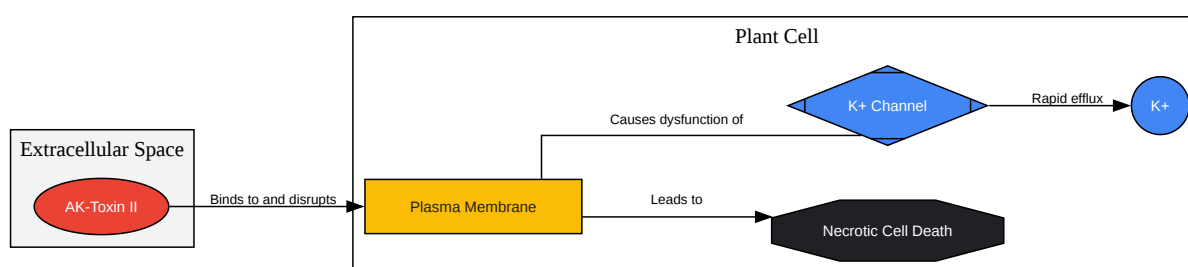 Plant Cell
K+ Channel
Rapid efflux
K+
Causes dysfunction of
Extracellular Space
AK-Toxin II
Binds to and disrupts
Plasma Membrane
Leads to
Necrotic Cell Death